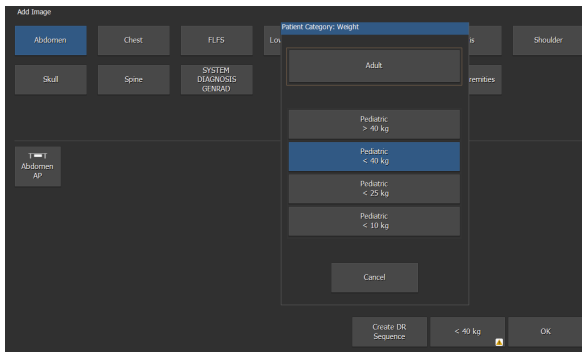 Add Image
Patient Category: Weight
Abdomen
Chest
FLFS
Lo
is
Shoulder
Adult
Skull
Spine
SYSTEM
DIAGNOSIS
GENRAD
remities
Pediatric
> 40 kg
Pediatric
< 40 kg
Pediatric
< 25 kg
Pediatric
< 10 kg
Abdomen
AP
Cancel
Create DR
Sequence
< 40 kg
OK